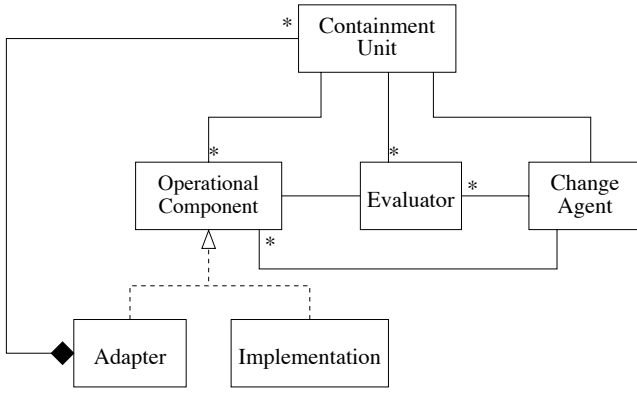 *
Containment
Unit
*
*
Operational
Component
Evaluator
*
Change
Agent
*
Adapter
Implementation